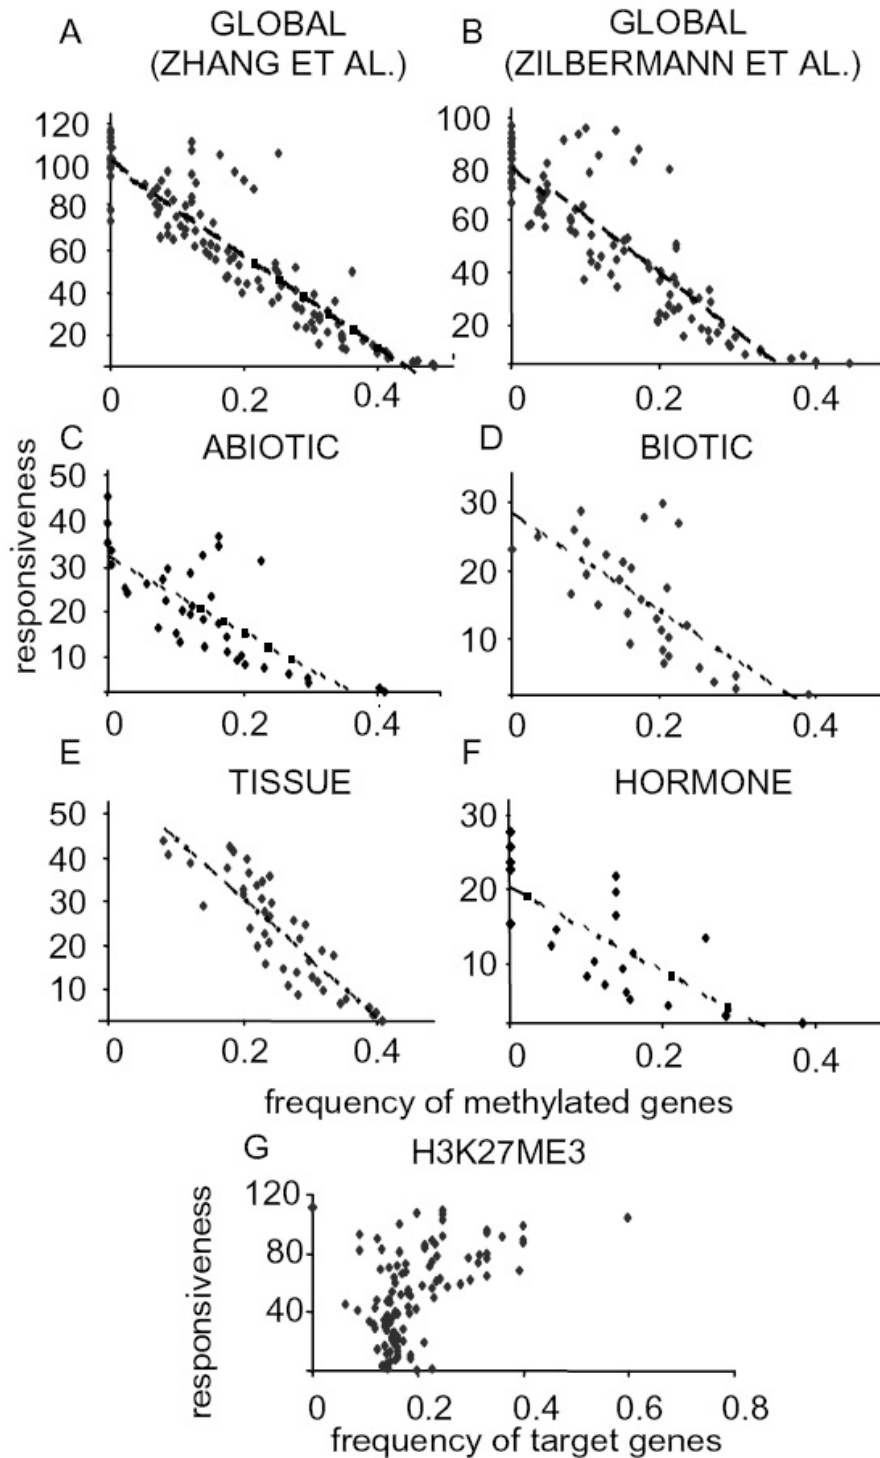 A
GLOBAL
(ZHANG ET AL.)
B
GLOBAL
(ZILBERMANN ET AL.)
120
100
80
60
40
20
0
0.2
0.4
100
80
60
40
20
0
0.2
0.4
responsiveness
C
ABIOTIC
50
40
30
20
10
0
0.2
0.4
D
BIOTIC
30
20
10
0
0.2
0.4
E
TISSUE
50
40
30
20
10
0
0.2
0.4
F
HORMONE
30
20
10
0
0.2
0.4
frequency of methylated genes
G
H3K27ME3
responsiveness
120
80
40
0
0.2
0.4
0.6
0.8
frequency of target genes